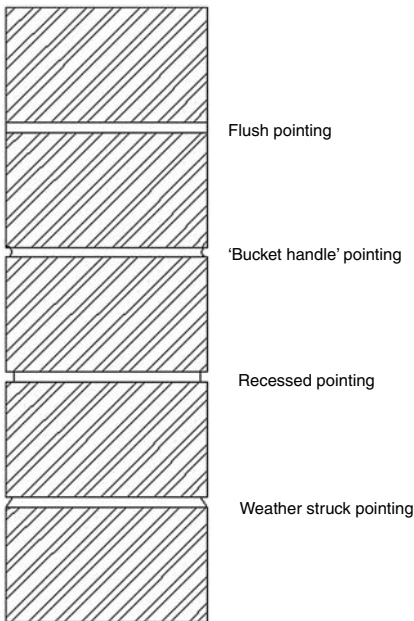 Flush pointing
‘Bucket handle’ pointing
Recessed pointing
Weather struck pointing